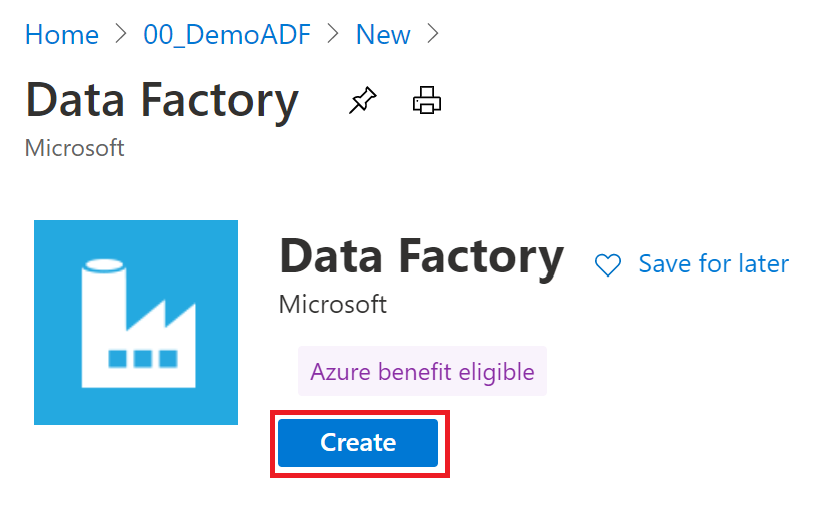 Home > 00_DemoADF > New >
Data Factory
Microsoft
Data Factory
Save for later
Microsoft
Azure benefit eligible
Create